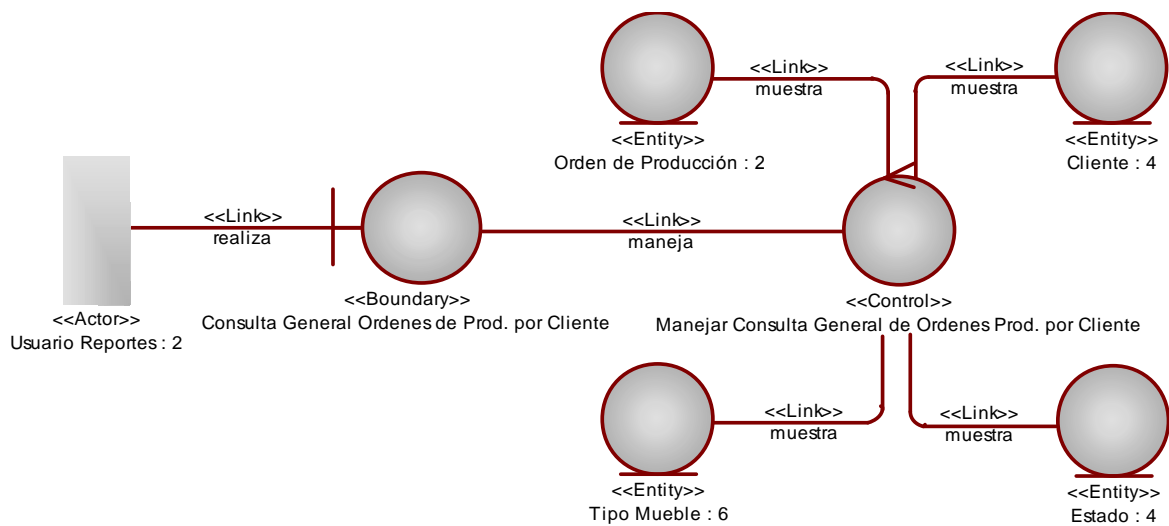 <<Link>>
muestra
<<Link>>
muestra
<<Entity>>
Orden de Producción : 2
<<Entity>>
Cliente : 4
<<Link>>
realiza
<<Link>>
maneja
<<Actor>>
Usuario Reportes : 2
<<Boundary>>
Consulta General Ordenes de Prod. por Cliente
<<Control>>
Manejar Consulta General de Ordenes Prod. por Cliente
<<Link>>
muestra
<<Link>>
muestra
<<Entity>>
Tipo Mueble : 6
<<Entity>>
Estado : 4